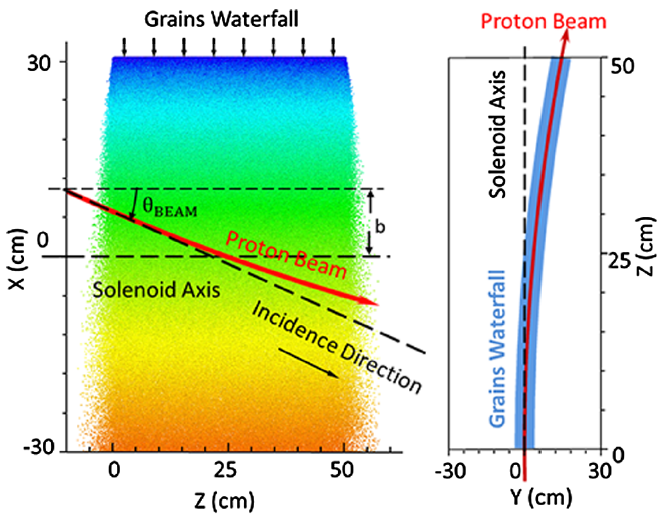 Grains Waterfall
30
0
-30
X (cm)
θBEAM
b
Proton Beam
Solenoid Axis
Incidence Direction
0
25
50
Z (cm)
Proton Beam
Solenoid Axis
Grains Waterfall
50
25
0
Z (cm)
-30
0
30
Y (cm)